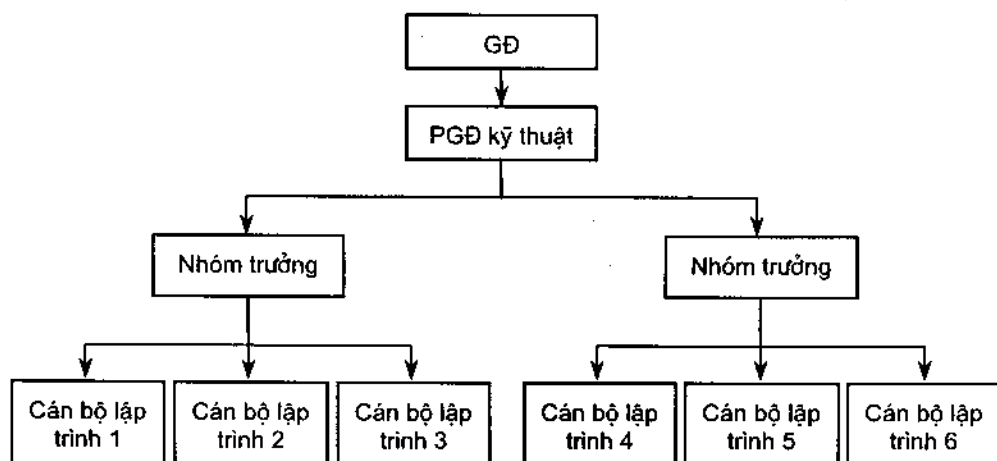 GĐ
PGĐ kỹ thuật
Nhóm trưởng
Nhóm trưởng
Cán bộ lập
trình 1
Cán bộ lập
trình 2
Cán bộ lập
trình 3
Cán bộ lập
trình 4
Cán bộ lập
trình 5
Cán bộ lập
trình 6